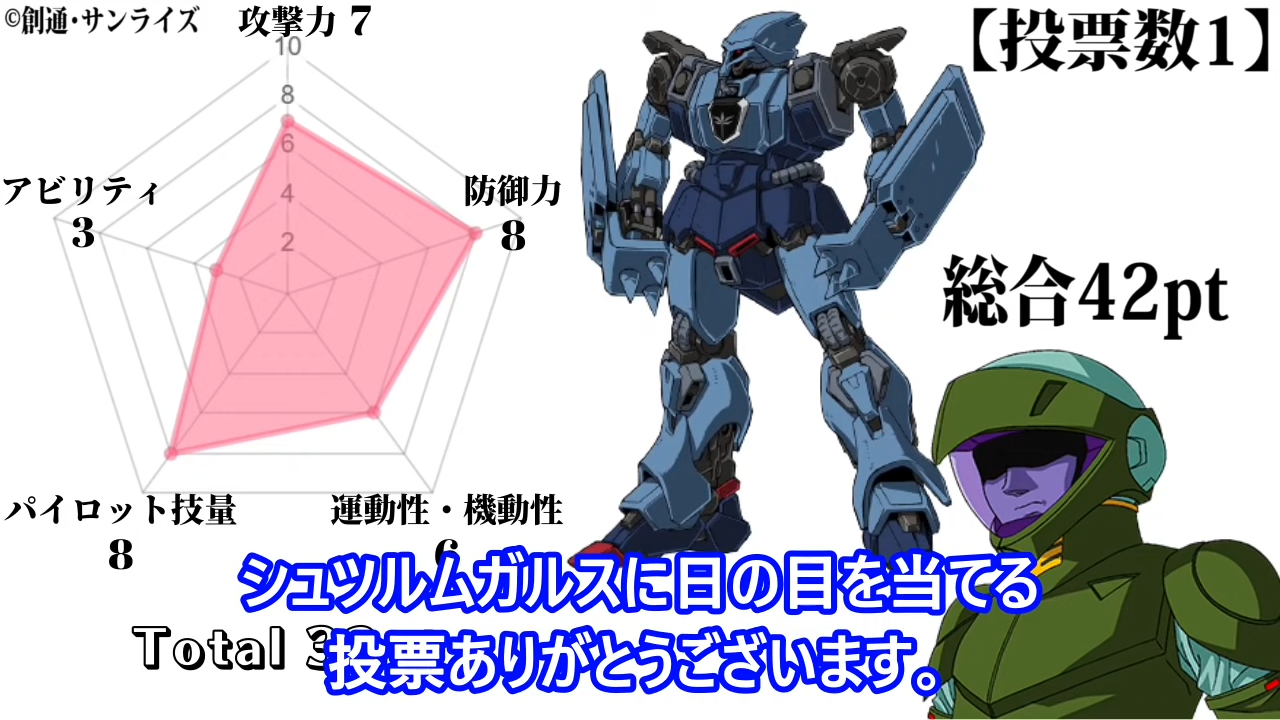 ©創通・サンライズ
攻撃力 7
【投票数1】
10
8
6
4
2
アビリティ
3
防御力
8
総合42pt
パイロット技量
8
運動性・機動性
6
シュツルムガルスに日の目を当てる
Total 3
投票ありがとうございます。